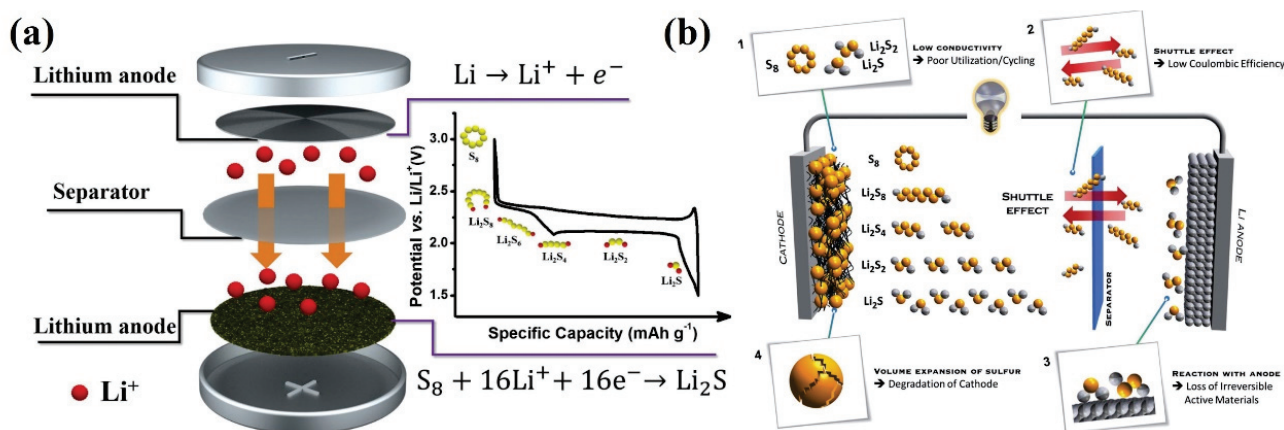 (a)
Lithium anode
Separator
Lithium anode
Li⁺
Li → Li⁺ + e⁻
Potential vs. Li/Li⁺(V)
3.0
2.5
2.0
1.5
S₈
Li₂S₈
Li₂S₆
Li₂S₄
Li₂S₂
Li₂S
Specific Capacity (mAh g⁻¹)
S₈ + 16Li⁺ + 16e⁻ → Li₂S
(b)
1
S₈
Li₂S₂
Li₂S
LOW CONDUCTIVITY
➔ Poor Utilization/Cycling
2
SHUTTLE EFFECT
➔ Low Coulombic Efficiency
CATHODE
S₈
Li₂S₈
Li₂S₄
Li₂S₂
Li₂S
SHUTTLE
EFFECT
SEPARATOR
LI ANODE
4
VOLUME EXPANSION OF SULFUR
➔ Degradation of Cathode
3
REACTION WITH ANODE
➔ Loss of Irreversible
Active Materials